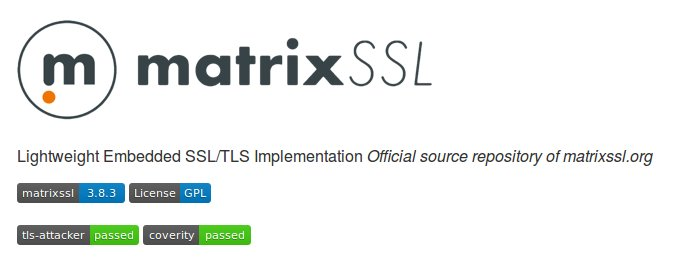 m matrixSSL
Lightweight Embedded SSL/TLS Implementation Official source repository of matrixssl.org
matrixssl 3.8.3 License GPL
tls-attacker passed coverity passed